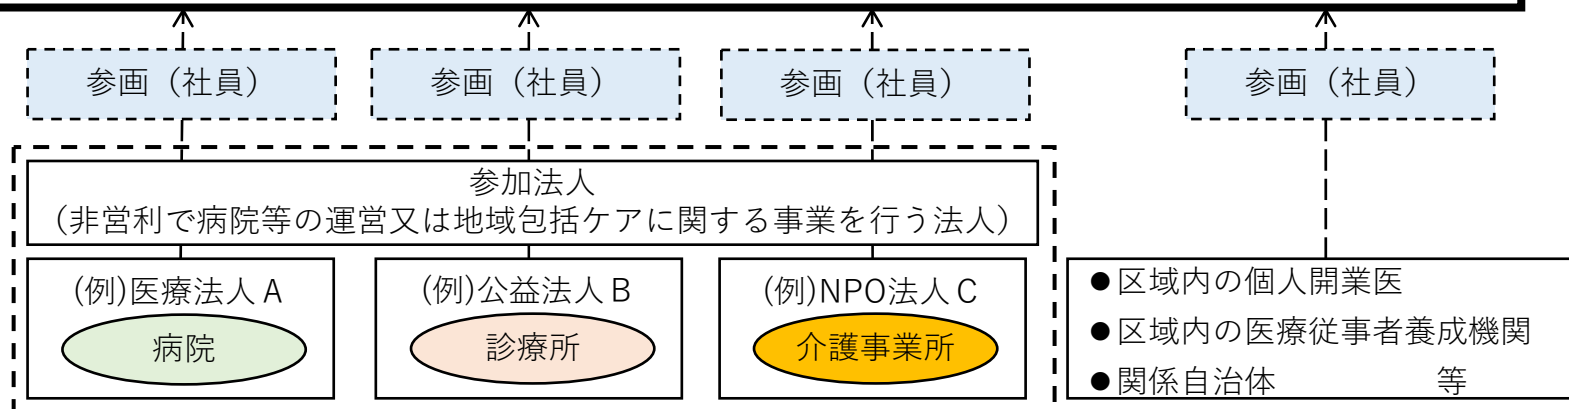 参画（社員）
参画（社員）
参画（社員）
参画（社員）
参加法人
（非営利で病院等の運営又は地域包括ケアに関する事業を行う法人）
(例)医療法人Ａ
病院
(例)公益法人Ｂ
診療所
(例)NPO法人Ｃ
介護事業所
●区域内の個人開業医
●区域内の医療従事者養成機関
●関係自治体　　　　　等